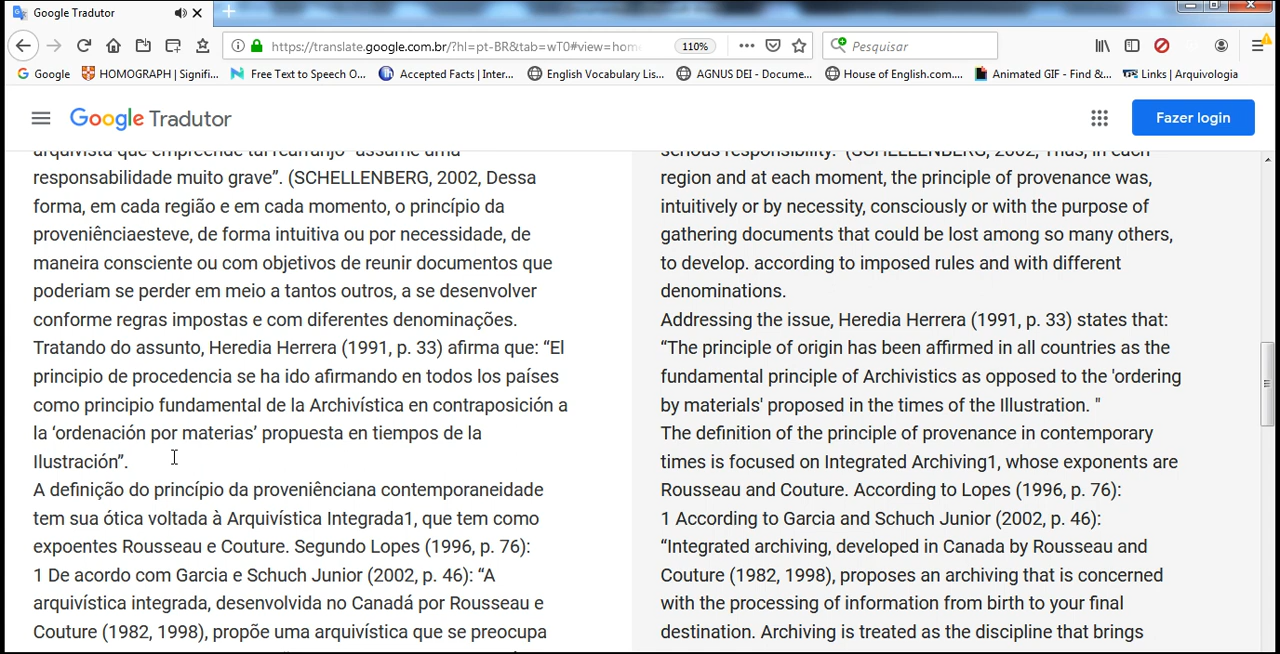 Google Tradutor
https://translate.google.com.br/?hl=pt-BR&tab=wT0#view=hom
110%
Pesquisar
Google
HOMOGRAPH | Signifi...
Free Text to Speech O...
Accepted Facts | Inter...
English Vocabulary Lis...
AGNUS DEI - Docume...
House of English.com....
Animated GIF - Find &...
Links | Arquivologia
Google Tradutor
Fazer login
arquivista que empreende tal rearranjo "assume uma
responsabilidade muito grave”. (SCHELLENBERG, 2002, Dessa
forma, em cada região e em cada momento, o princípio da
proveniênciaesteve, de forma intuitiva ou por necessidade, de
maneira consciente ou com objetivos de reunir documentos que
poderiam se perder em meio a tantos outros, a se desenvolver
conforme regras impostas e com diferentes denominações.
Tratando do assunto, Heredia Herrera (1991, p. 33) afirma que: “El
principio de procedencia se ha ido afirmando en todos los países
como principio fundamental de la Archivística en contraposición a
la ‘ordenación por materias’ propuesta en tiempos de la
Ilustración”.
A definição do princípio da proveniênciana contemporaneidade
tem sua ótica voltada à Arquivística Integrada1, que tem como
expoentes Rousseau e Couture. Segundo Lopes (1996, p. 76):
1 De acordo com Garcia e Schuch Junior (2002, p. 46): “A
arquivística integrada, desenvolvida no Canadá por Rousseau e
Couture (1982, 1998), propõe uma arquivística que se preocupa
serious responsibility." (SCHELLENBERG, 2002, Thus, in each
region and at each moment, the principle of provenance was,
intuitively or by necessity, consciously or with the purpose of
gathering documents that could be lost among so many others,
to develop. according to imposed rules and with different
denominations.
Addressing the issue, Heredia Herrera (1991, p. 33) states that:
“The principle of origin has been affirmed in all countries as the
fundamental principle of Archivistics as opposed to the 'ordering
by materials' proposed in the times of the Illustration. "
The definition of the principle of provenance in contemporary
times is focused on Integrated Archiving1, whose exponents are
Rousseau and Couture. According to Lopes (1996, p. 76):
1 According to Garcia and Schuch Junior (2002, p. 46):
“Integrated archiving, developed in Canada by Rousseau and
Couture (1982, 1998), proposes an archiving that is concerned
with the processing of information from birth to your final
destination. Archiving is treated as the discipline that brings